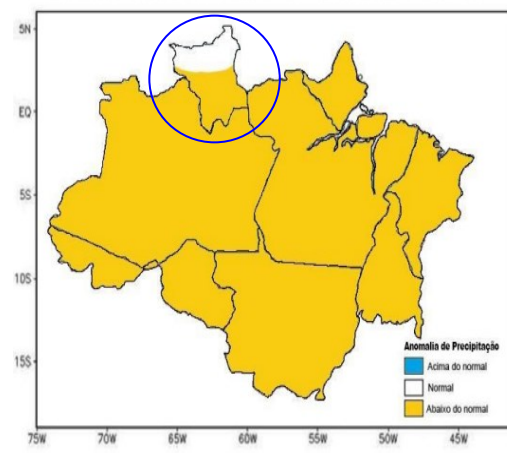 5N
EQ
5S
10S
15S
75W 70W 65W 60W 55W 50W 45W
Anomalia de Precipitação
Acima do normal
Normal
Abaixo do normal